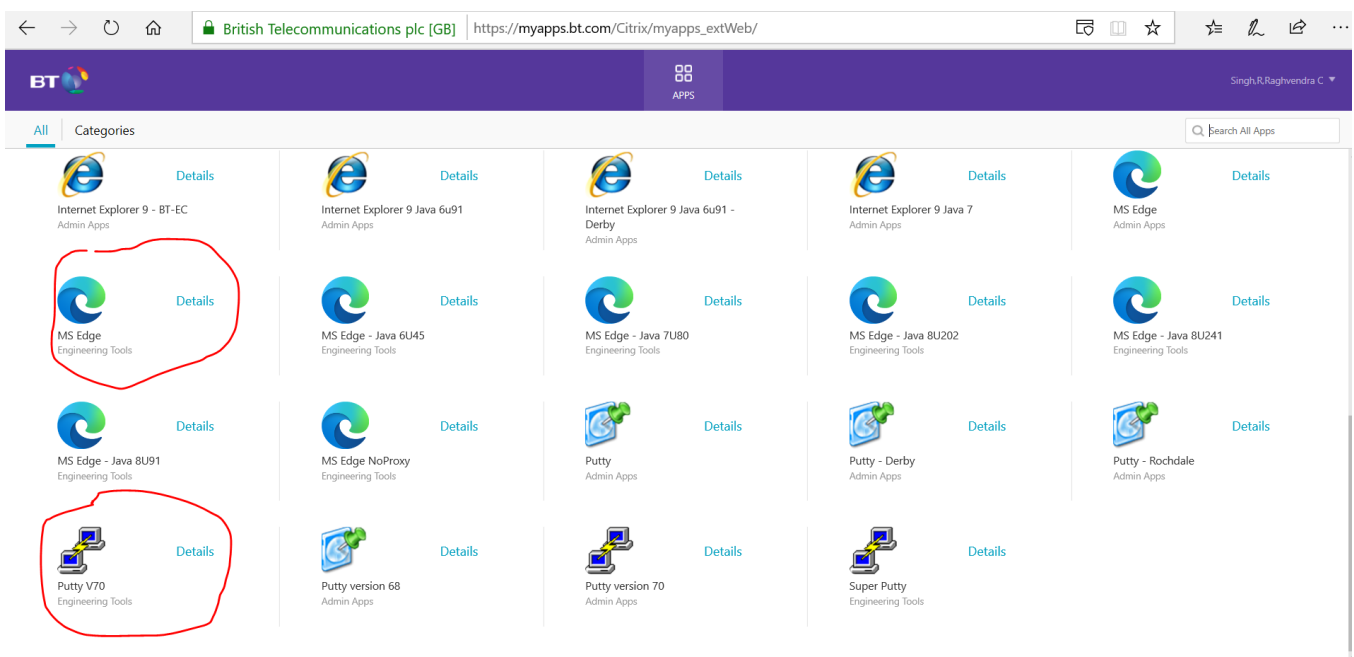 British Telecommunications plc [GB] https://myapps.bt.com/Citrix/myapps_extWeb/
BT
APPS
Singh,R,Raghvendra C
All Categories
Search All Apps
Details Details Details Details Details
Internet Explorer 9 - BT-EC Internet Explorer 9 Java 6u91 Internet Explorer 9 Java 6u91 - Internet Explorer 9 Java 7 MS Edge
Admin Apps Admin Apps Derby Admin Apps Admin Apps
Admin Apps
Details Details Details Details Details
MS Edge MS Edge - Java 6U45 MS Edge - Java 7U80 MS Edge - Java 8U202 MS Edge - Java 8U241
Engineering Tools Engineering Tools Engineering Tools Engineering Tools Engineering Tools
Details Details Details Details Details
MS Edge - Java 8U91 MS Edge NoProxy Putty Putty - Derby Putty - Rochdale
Engineering Tools Engineering Tools Admin Apps Admin Apps Admin Apps
Details Details Details Details
Putty V70 Putty version 68 Putty version 70 Super Putty
Engineering Tools Admin Apps Admin Apps Engineering Tools